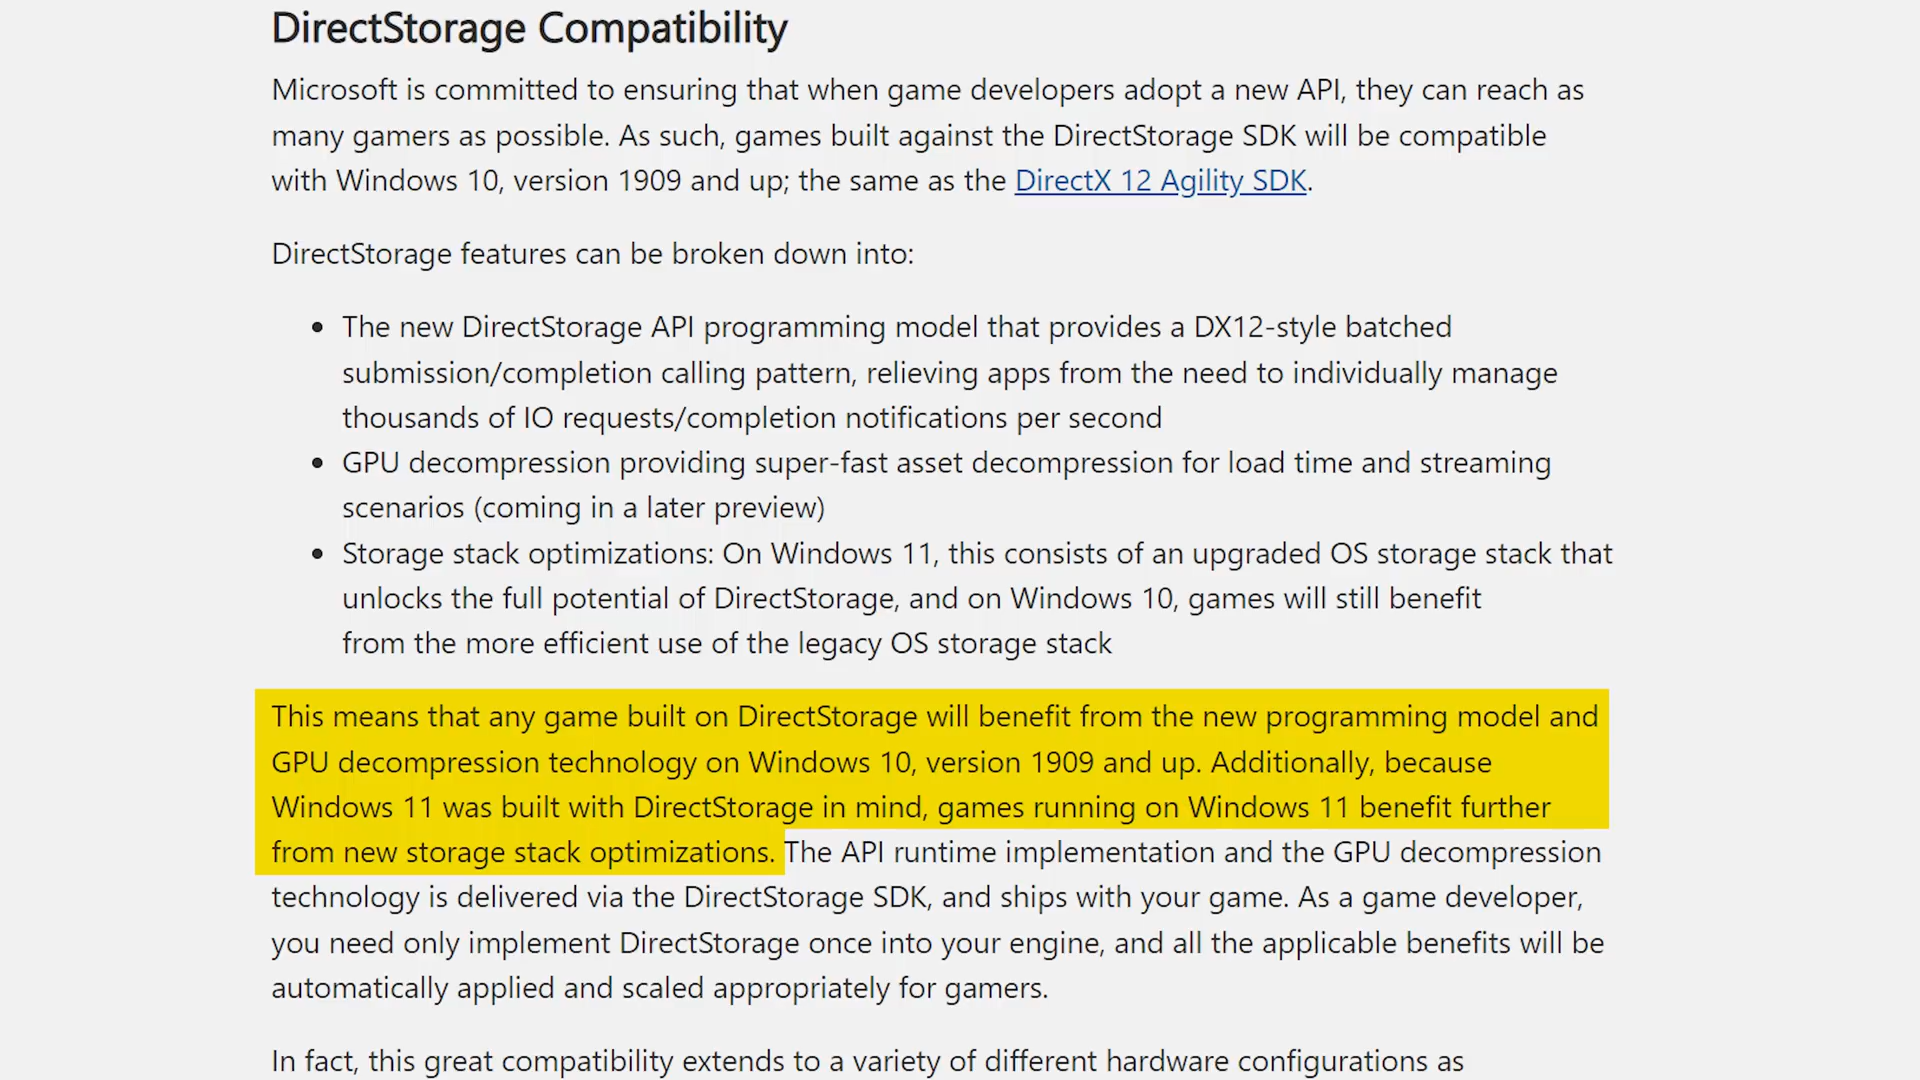 DirectStorage Compatibility
Microsoft is committed to ensuring that when game developers adopt a new API, they can reach as
many gamers as possible. As such, games built against the DirectStorage SDK will be compatible
with Windows 10, version 1909 and up; the same as the DirectX 12 Agility SDK.
DirectStorage features can be broken down into:
• The new DirectStorage API programming model that provides a DX12-style batched
submission/completion calling pattern, relieving apps from the need to individually manage
thousands of IO requests/completion notifications per second
• GPU decompression providing super-fast asset decompression for load time and streaming
scenarios (coming in a later preview)
• Storage stack optimizations: On Windows 11, this consists of an upgraded OS storage stack that
unlocks the full potential of DirectStorage, and on Windows 10, games will still benefit
from the more efficient use of the legacy OS storage stack
This means that any game built on DirectStorage will benefit from the new programming model and
GPU decompression technology on Windows 10, version 1909 and up. Additionally, because
Windows 11 was built with DirectStorage in mind, games running on Windows 11 benefit further
from new storage stack optimizations. The API runtime implementation and the GPU decompression
technology is delivered via the DirectStorage SDK, and ships with your game. As a game developer,
you need only implement DirectStorage once into your engine, and all the applicable benefits will be
automatically applied and scaled appropriately for gamers.
In fact, this great compatibility extends to a variety of different hardware configurations as